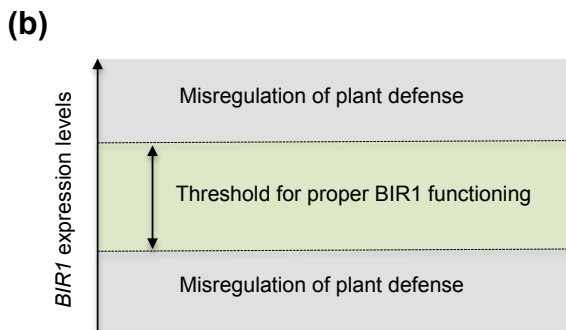 (b)
Misregulation of plant defense
BIR1 expression levels
Threshold for proper BIR1 functioning
Misregulation of plant defense